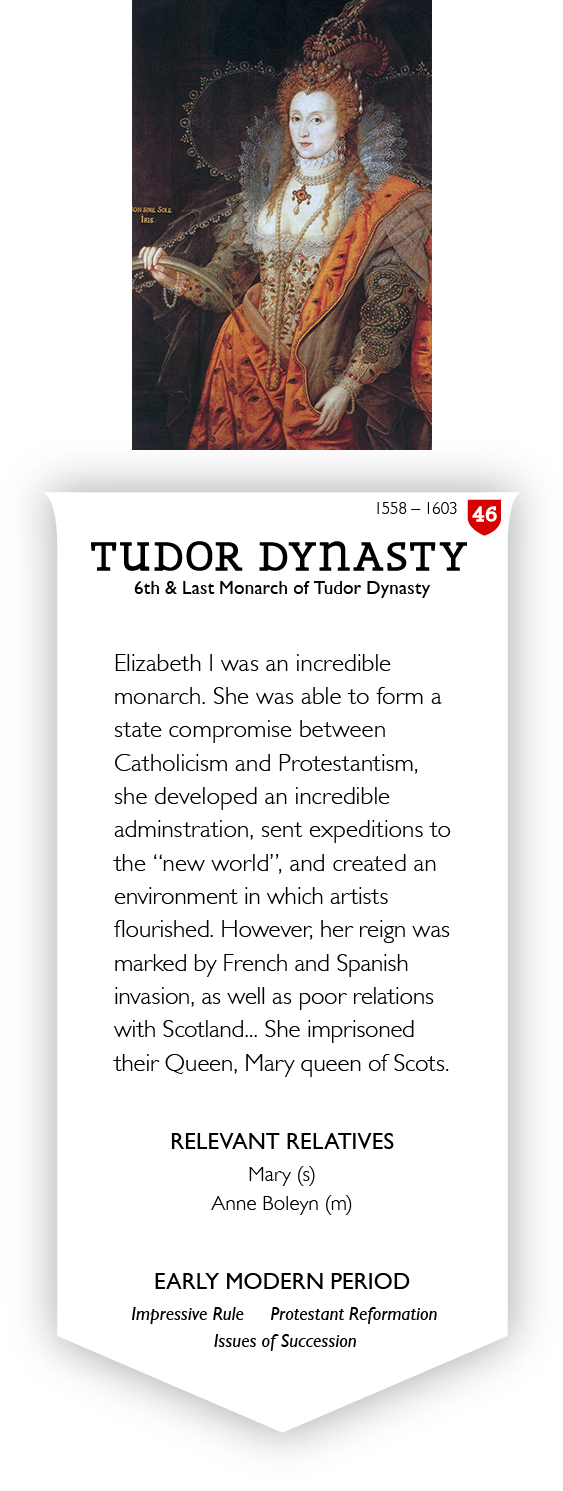 NON SINE SOLE
IRIS.
1558 – 1603
46
TUDOR DYNASTY
6th & Last Monarch of Tudor Dynasty
Elizabeth I was an incredible
monarch. She was able to form a
state compromise between
Catholicism and Protestantism,
she developed an incredible
adminstration, sent expeditions to
the “new world”, and created an
environment in which artists
flourished. However, her reign was
marked by French and Spanish
invasion, as well as poor relations
with Scotland... She imprisoned
their Queen, Mary queen of Scots.
RELEVANT RELATIVES
Mary (s)
Anne Boleyn (m)
EARLY MODERN PERIOD
Impressive Rule Protestant Reformation
Issues of Succession